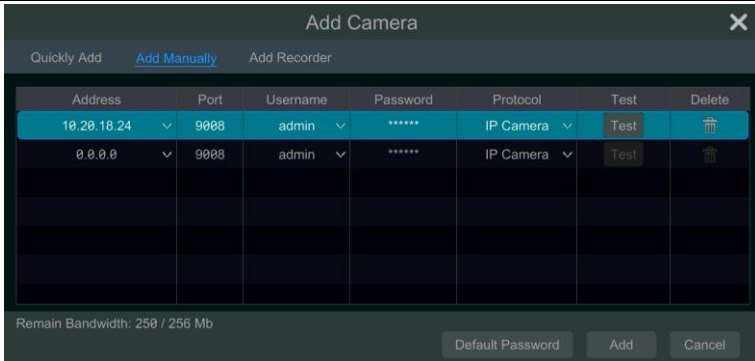 Add Camera
Quickly Add Add Manually Add Recorder
Address Port Username Password Protocol Test Delete
10.20.18.24 9008 admin ****** IP Camera Test
0.0.0.0 9008 admin ****** IP Camera Test
Remain Bandwidth: 250 / 256 Mb
Default Password Add Cancel